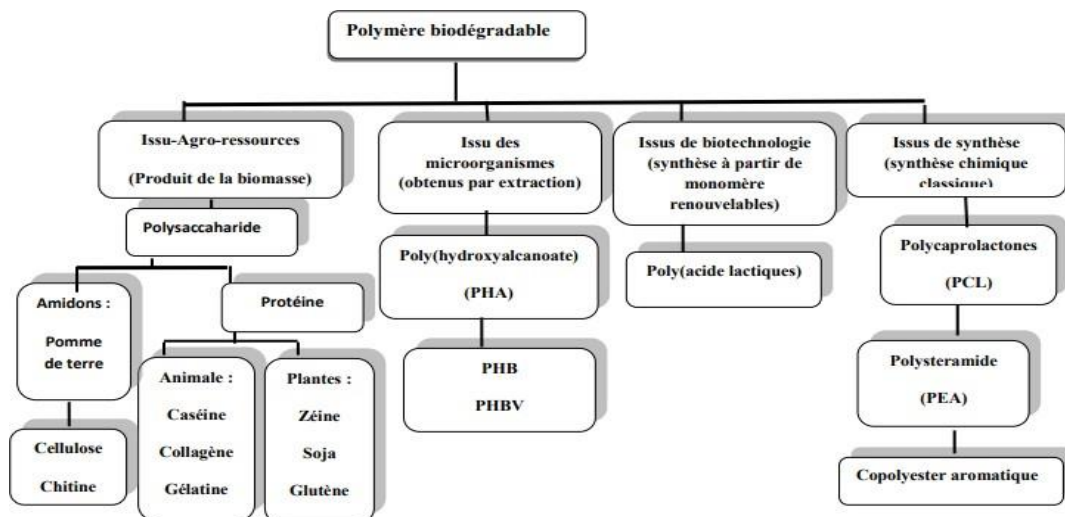 Polymère biodégradable
Issu-Agro-ressources
(Produit de la biomasse)
Issu des
microorganismes
(obtenus par extraction)
Issus de biotechnologie
(synthèse à partir de
monomère
renouvelables)
Issus de synthèse
(synthèse chimique
classique)
Polysaccaharide
Poly(hydroxyalcanoate)
(PHA)
Poly(acide lactiques)
Polycaprolactones
(PCL)
Amidons :
Pomme
de terre
Protéine
PHB
PHBV
Polysteramide
(PEA)
Animale :
Caséine
Collagène
Gélatine
Plantes :
Zéine
Soja
Glutène
Cellulose
Chitine
Copolyester aromatique